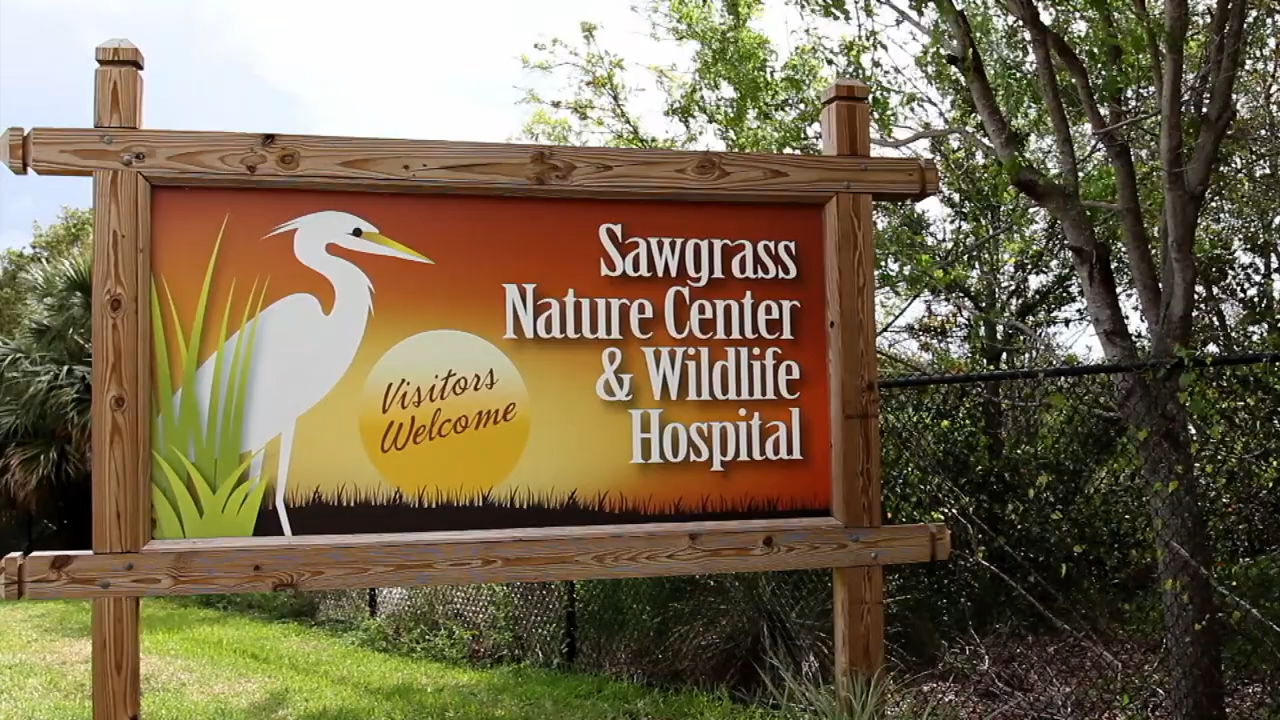 Sawgrass
Nature Center
& Wildlife
Hospital
Visitors
Welcome